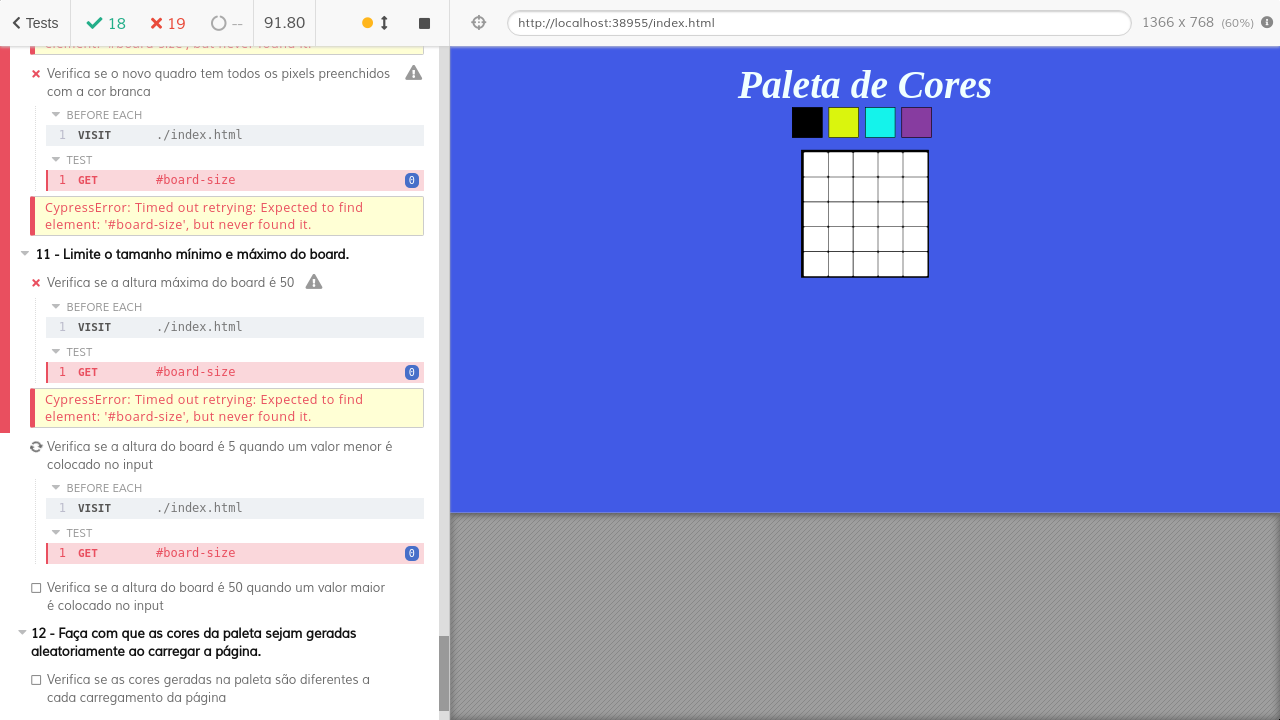 Tests 18 19 -- 91.80 http://localhost:38955/index.html 1366 x 768 (60%)
element: '#board-size', but never found it.
Verifica se o novo quadro tem todos os pixels preenchidos
com a cor branca
BEFORE EACH
1 VISIT ./index.html
TEST
1 GET #board-size 0
CypressError: Timed out retrying: Expected to find
element: '#board-size', but never found it.
11 - Limite o tamanho mínimo e máximo do board.
Verifica se a altura máxima do board é 50
BEFORE EACH
1 VISIT ./index.html
TEST
1 GET #board-size 0
CypressError: Timed out retrying: Expected to find
element: '#board-size', but never found it.
Verifica se a altura do board é 5 quando um valor menor é
colocado no input
BEFORE EACH
1 VISIT ./index.html
TEST
1 GET #board-size 0
Verifica se a altura do board é 50 quando um valor maior
é colocado no input
12 - Faça com que as cores da paleta sejam geradas
aleatoriamente ao carregar a página.
Verifica se as cores geradas na paleta são diferentes a
cada carregamento da página
Paleta de Cores